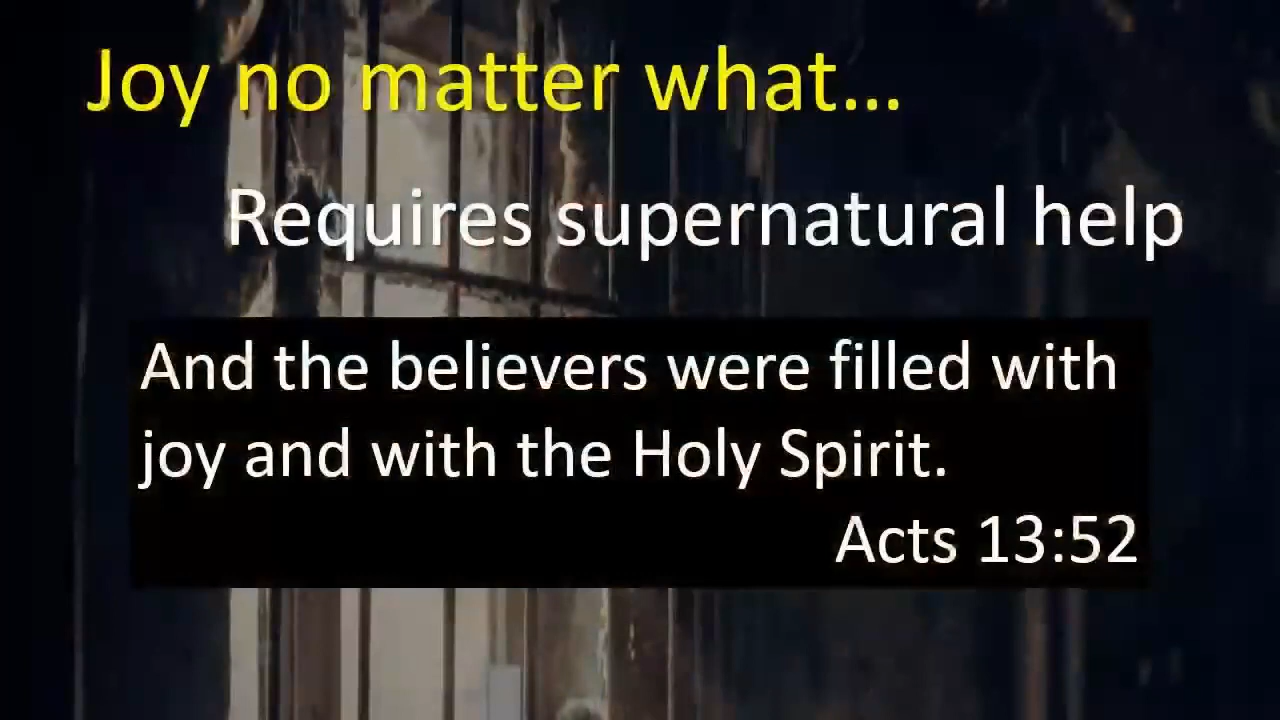 Joy no matter what...
Requires supernatural help
And the believers were filled with
joy and with the Holy Spirit.
Acts 13:52